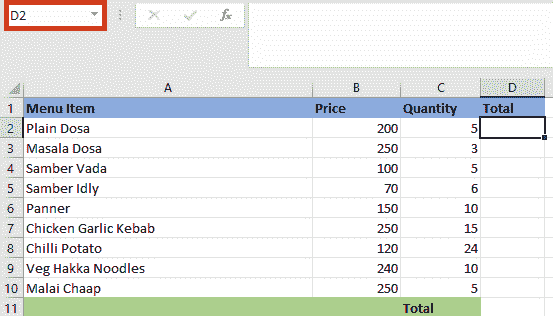 D2 fx
A B C D
1 Menu Item Price Quantity Total
2 Plain Dosa 200 5
3 Masala Dosa 250 3
4 Samber Vada 100 5
5 Samber Idly 70 6
6 Panner 150 10
7 Chicken Garlic Kebab 250 15
8 Chilli Potato 120 24
9 Veg Hakka Noodles 240 10
10 Malai Chaap 250 5
11 Total